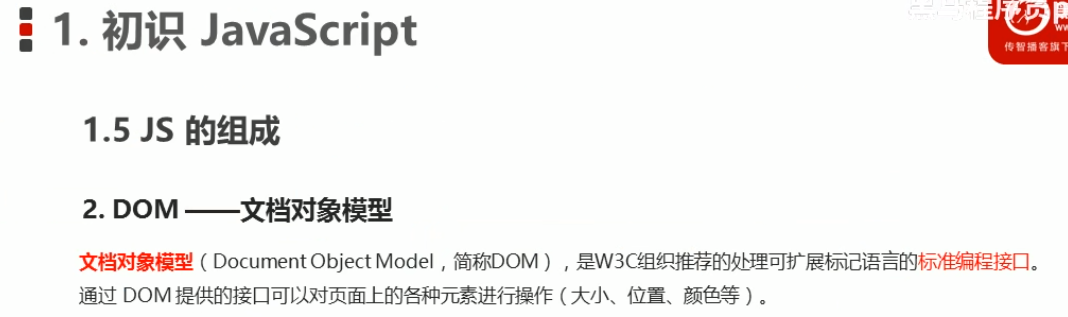 1. 初识 JavaScript
传智播客旗下
1.5 JS 的组成
2. DOM ——文档对象模型
文档对象模型（Document Object Model，简称DOM），是W3C组织推荐的处理可扩展标记语言的标准编程接口。
通过 DOM 提供的接口可以对页面上的各种元素进行操作（大小、位置、颜色等）。